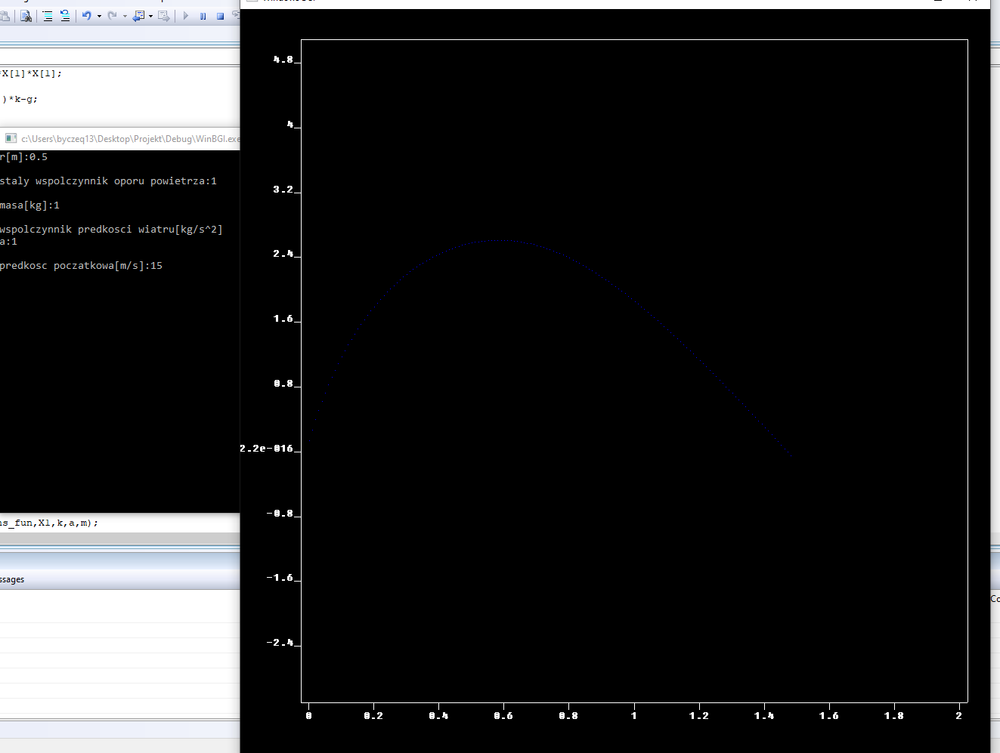 *X[1]*X[1];
)*k-g;
c:\Users\byczeq13\Desktop\Projekt\Debug\WinBGI.exe
r[m]:0.5
staly wspolczynnik oporu powietrza:1
masa[kg]:1
wspolczynnik predkosci wiatru[kg/s^2]
a:1
predkosc poczatkowa[m/s]:15
s_fun,X1,k,a,m);
ssages
Co
4.8
4
3.2
2.4
1.6
0.8
2.2e-016
-0.8
-1.6
-2.4
0 0.2 0.4 0.6 0.8 1 1.2 1.4 1.6 1.8 2